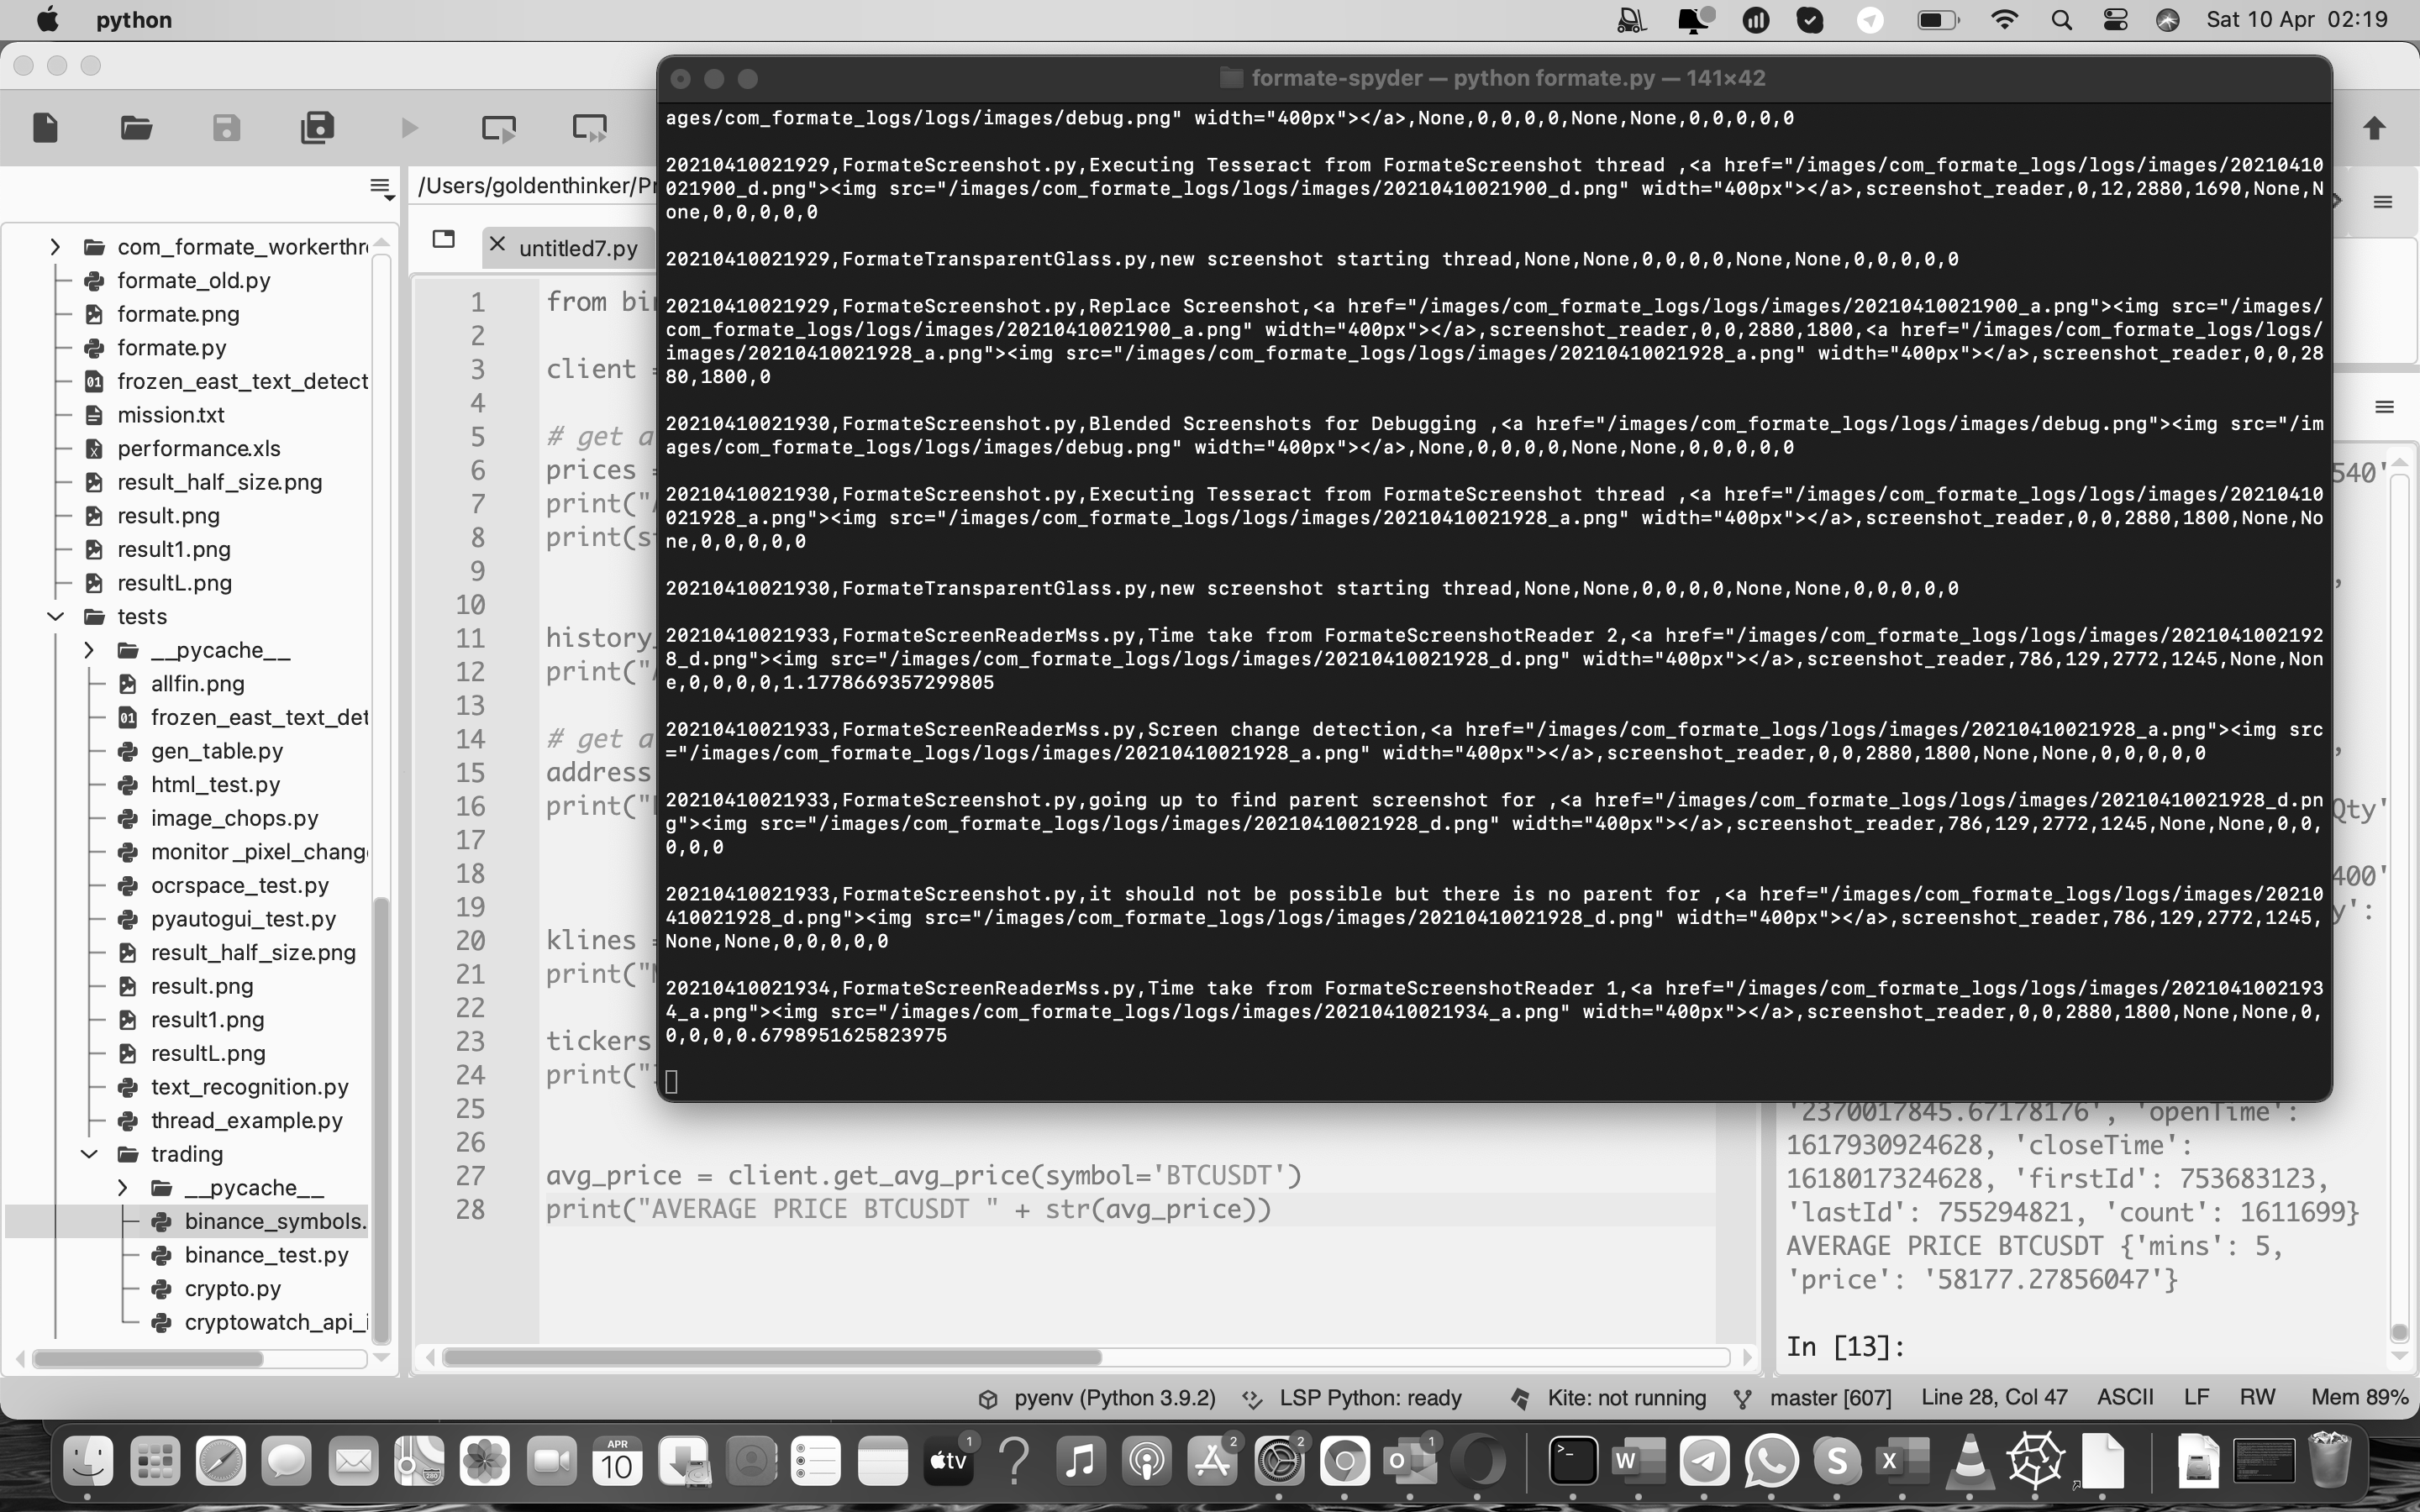 python
Sat 10 Apr 02:19
formate-spyder — python formate.py — 141×42
ages/com_formate_logs/logs/images/debug.png" width="400px"></a>,None,0,0,0,0,None,None,0,0,0,0,0
20210410021929,FormateScreenshot.py,Executing Tesseract from FormateScreenshot thread ,<a href="/images/com_formate_logs/logs/images/20210410
021900_d.png"><img src="/images/com_formate_logs/logs/images/20210410021900_d.png" width="400px"></a>,screenshot_reader,0,12,2880,1690,None,N
one,0,0,0,0,0
20210410021929,FormateTransparentGlass.py,new screenshot starting thread,None,None,0,0,0,0,None,None,0,0,0,0,0
20210410021929,FormateScreenshot.py,Replace Screenshot,<a href="/images/com_formate_logs/logs/images/20210410021900_a.png"><img src="/images/
com_formate_logs/logs/images/20210410021900_a.png" width="400px"></a>,screenshot_reader,0,0,2880,1800,<a href="/images/com_formate_logs/logs/
images/20210410021928_a.png"><img src="/images/com_formate_logs/logs/images/20210410021928_a.png" width="400px"></a>,screenshot_reader,0,0,28
80,1800,0
20210410021930,FormateScreenshot.py,Blended Screenshots for Debugging ,<a href="/images/com_formate_logs/logs/images/debug.png"><img src="/im
ages/com_formate_logs/logs/images/debug.png" width="400px"></a>,None,0,0,0,0,None,None,0,0,0,0,0
20210410021930,FormateScreenshot.py,Executing Tesseract from FormateScreenshot thread ,<a href="/images/com_formate_logs/logs/images/20210410
021928_a.png"><img src="/images/com_formate_logs/logs/images/20210410021928_a.png" width="400px"></a>,screenshot_reader,0,0,2880,1800,None,No
ne,0,0,0,0,0
20210410021930,FormateTransparentGlass.py,new screenshot starting thread,None,None,0,0,0,0,None,None,0,0,0,0,0
20210410021933,FormateScreenReaderMss.py,Time take from FormateScreenshotReader 2,<a href="/images/com_formate_logs/logs/images/2021041002192
8_d.png"><img src="/images/com_formate_logs/logs/images/20210410021928_d.png" width="400px"></a>,screenshot_reader,786,129,2772,1245,None,Non
e,0,0,0,0,1.1778669357299805
20210410021933,FormateScreenReaderMss.py,Screen change detection,<a href="/images/com_formate_logs/logs/images/20210410021928_a.png"><img src
="/images/com_formate_logs/logs/images/20210410021928_a.png" width="400px"></a>,screenshot_reader,0,0,2880,1800,None,None,0,0,0,0,0
20210410021933,FormateScreenshot.py,going up to find parent screenshot for ,<a href="/images/com_formate_logs/logs/images/20210410021928_d.pn
g"><img src="/images/com_formate_logs/logs/images/20210410021928_d.png" width="400px"></a>,screenshot_reader,786,129,2772,1245,None,None,0,0,
0,0,0
20210410021933,FormateScreenshot.py,it should not be possible but there is no parent for ,<a href="/images/com_formate_logs/logs/images/20210
410021928_d.png"><img src="/images/com_formate_logs/logs/images/20210410021928_d.png" width="400px"></a>,screenshot_reader,786,129,2772,1245,
None,None,0,0,0,0,0
20210410021934,FormateScreenReaderMss.py,Time take from FormateScreenshotReader 1,<a href="/images/com_formate_logs/logs/images/2021041002193
4_a.png"><img src="/images/com_formate_logs/logs/images/20210410021934_a.png" width="400px"></a>,screenshot_reader,0,0,2880,1800,None,None,0,
0,0,0,0.6798951625823975
com_formate_workerthr
formate_old.py
formate.png
formate.py
frozen_east_text_detect
mission.txt
performance.xls
result_half_size.png
result.png
result1.png
resultL.png
tests
__pycache__
allfin.png
frozen_east_text_det
gen_table.py
html_test.py
image_chops.py
monitor_pixel_chang
ocrspace_test.py
pyautogui_test.py
result_half_size.png
result.png
result1.png
resultL.png
text_recognition.py
thread_example.py
trading
__pycache__
binance_symbols.
binance_test.py
crypto.py
cryptowatch_api_i
/Users/goldenthinker/Pr
untitled7.py
1 from bin
2
3 client =
4
5 # get a
6 prices =
7 print("
8 print(s
9
10
11 history_
12 print("
13
14 # get a
15 address
16 print("
17
18
19
20 klines =
21 print("
22
23 tickers
24 print("
25
26
27 avg_price = client.get_avg_price(symbol='BTCUSDT')
28 print("AVERAGE PRICE BTCUSDT " + str(avg_price))
540'
,
,
Qty'
400'
y':
'2370017845.67178176', 'openTime':
1617930924628, 'closeTime':
1618017324628, 'firstId': 753683123,
'lastId': 755294821, 'count': 1611699}
AVERAGE PRICE BTCUSDT {'mins': 5,
'price': '58177.27856047'}
In [13]:
pyenv (Python 3.9.2) LSP Python: ready Kite: not running master [607] Line 28, Col 47 ASCII LF RW Mem 89%
APR
10
280
tv
1
2
2
1